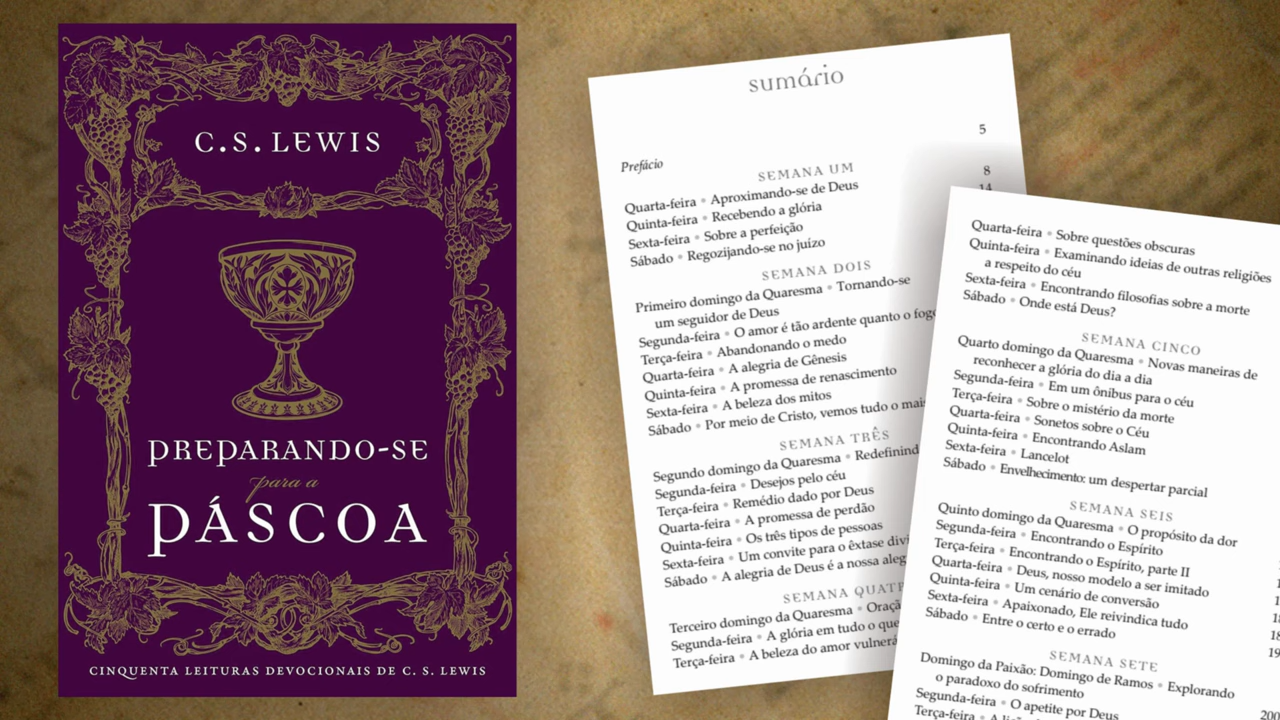 C.S. LEWIS
PREPARANDO-SE
para a
PÁSCOA
CINQUENTA LEITURAS DEVOCIONAIS DE C. S. LEWIS
sumário
Prefácio 5
SEMANA UM
Quarta-feira • Aproximando-se de Deus 8
Quinta-feira • Recebendo a glória 14
Sexta-feira • Sobre a perfeição
Sábado • Regozijando-se no juízo
SEMANA DOIS
Primeiro domingo da Quaresma • Tornando-se
um seguidor de Deus
Segunda-feira • O amor é tão ardente quanto o fogo
Terça-feira • Abandonando o medo
Quarta-feira • A alegria de Gênesis
Quinta-feira • A promessa de renascimento
Sexta-feira • A beleza dos mitos
Sábado • Por meio de Cristo, vemos tudo o mais
SEMANA TRÊS
Segundo domingo da Quaresma • Redefinind
Segunda-feira • Desejos pelo céu
Terça-feira • Remédio dado por Deus
Quarta-feira • A promessa de perdão
Quinta-feira • Os três tipos de pessoas
Sexta-feira • Um convite para o êxtase divi
Sábado • A alegria de Deus é a nossa aleg
SEMANA QUATR
Terceiro domingo da Quaresma • Oraçã
Segunda-feira • A glória em tudo o que
Terça-feira • A beleza do amor vulnerá
Quarta-feira • Sobre questões obscuras
Quinta-feira • Examinando ideias de outras religiões
a respeito do céu
Sexta-feira • Encontrando filosofias sobre a morte
Sábado • Onde está Deus?
SEMANA CINCO
Quarto domingo da Quaresma • Novas maneiras de
reconhecer a glória do dia a dia
Segunda-feira • Em um ônibus para o céu
Terça-feira • Sobre o mistério da morte
Quarta-feira • Sonetos sobre o Céu
Quinta-feira • Encontrando Aslam
Sexta-feira • Lancelot
Sábado • Envelhecimento: um despertar parcial
SEMANA SEIS
Quinto domingo da Quaresma • O propósito da dor
Segunda-feira • Encontrando o Espírito
Terça-feira • Encontrando o Espírito, parte II
Quarta-feira • Deus, nosso modelo a ser imitado
Quinta-feira • Um cenário de conversão
Sexta-feira • Apaixonado, Ele reivindica tudo
Sábado • Entre o certo e o errado
SEMANA SETE
Domingo da Paixão: Domingo de Ramos • Explorando
o paradoxo do sofrimento
Segunda-feira • O apetite por Deus 200
Terça-feira •